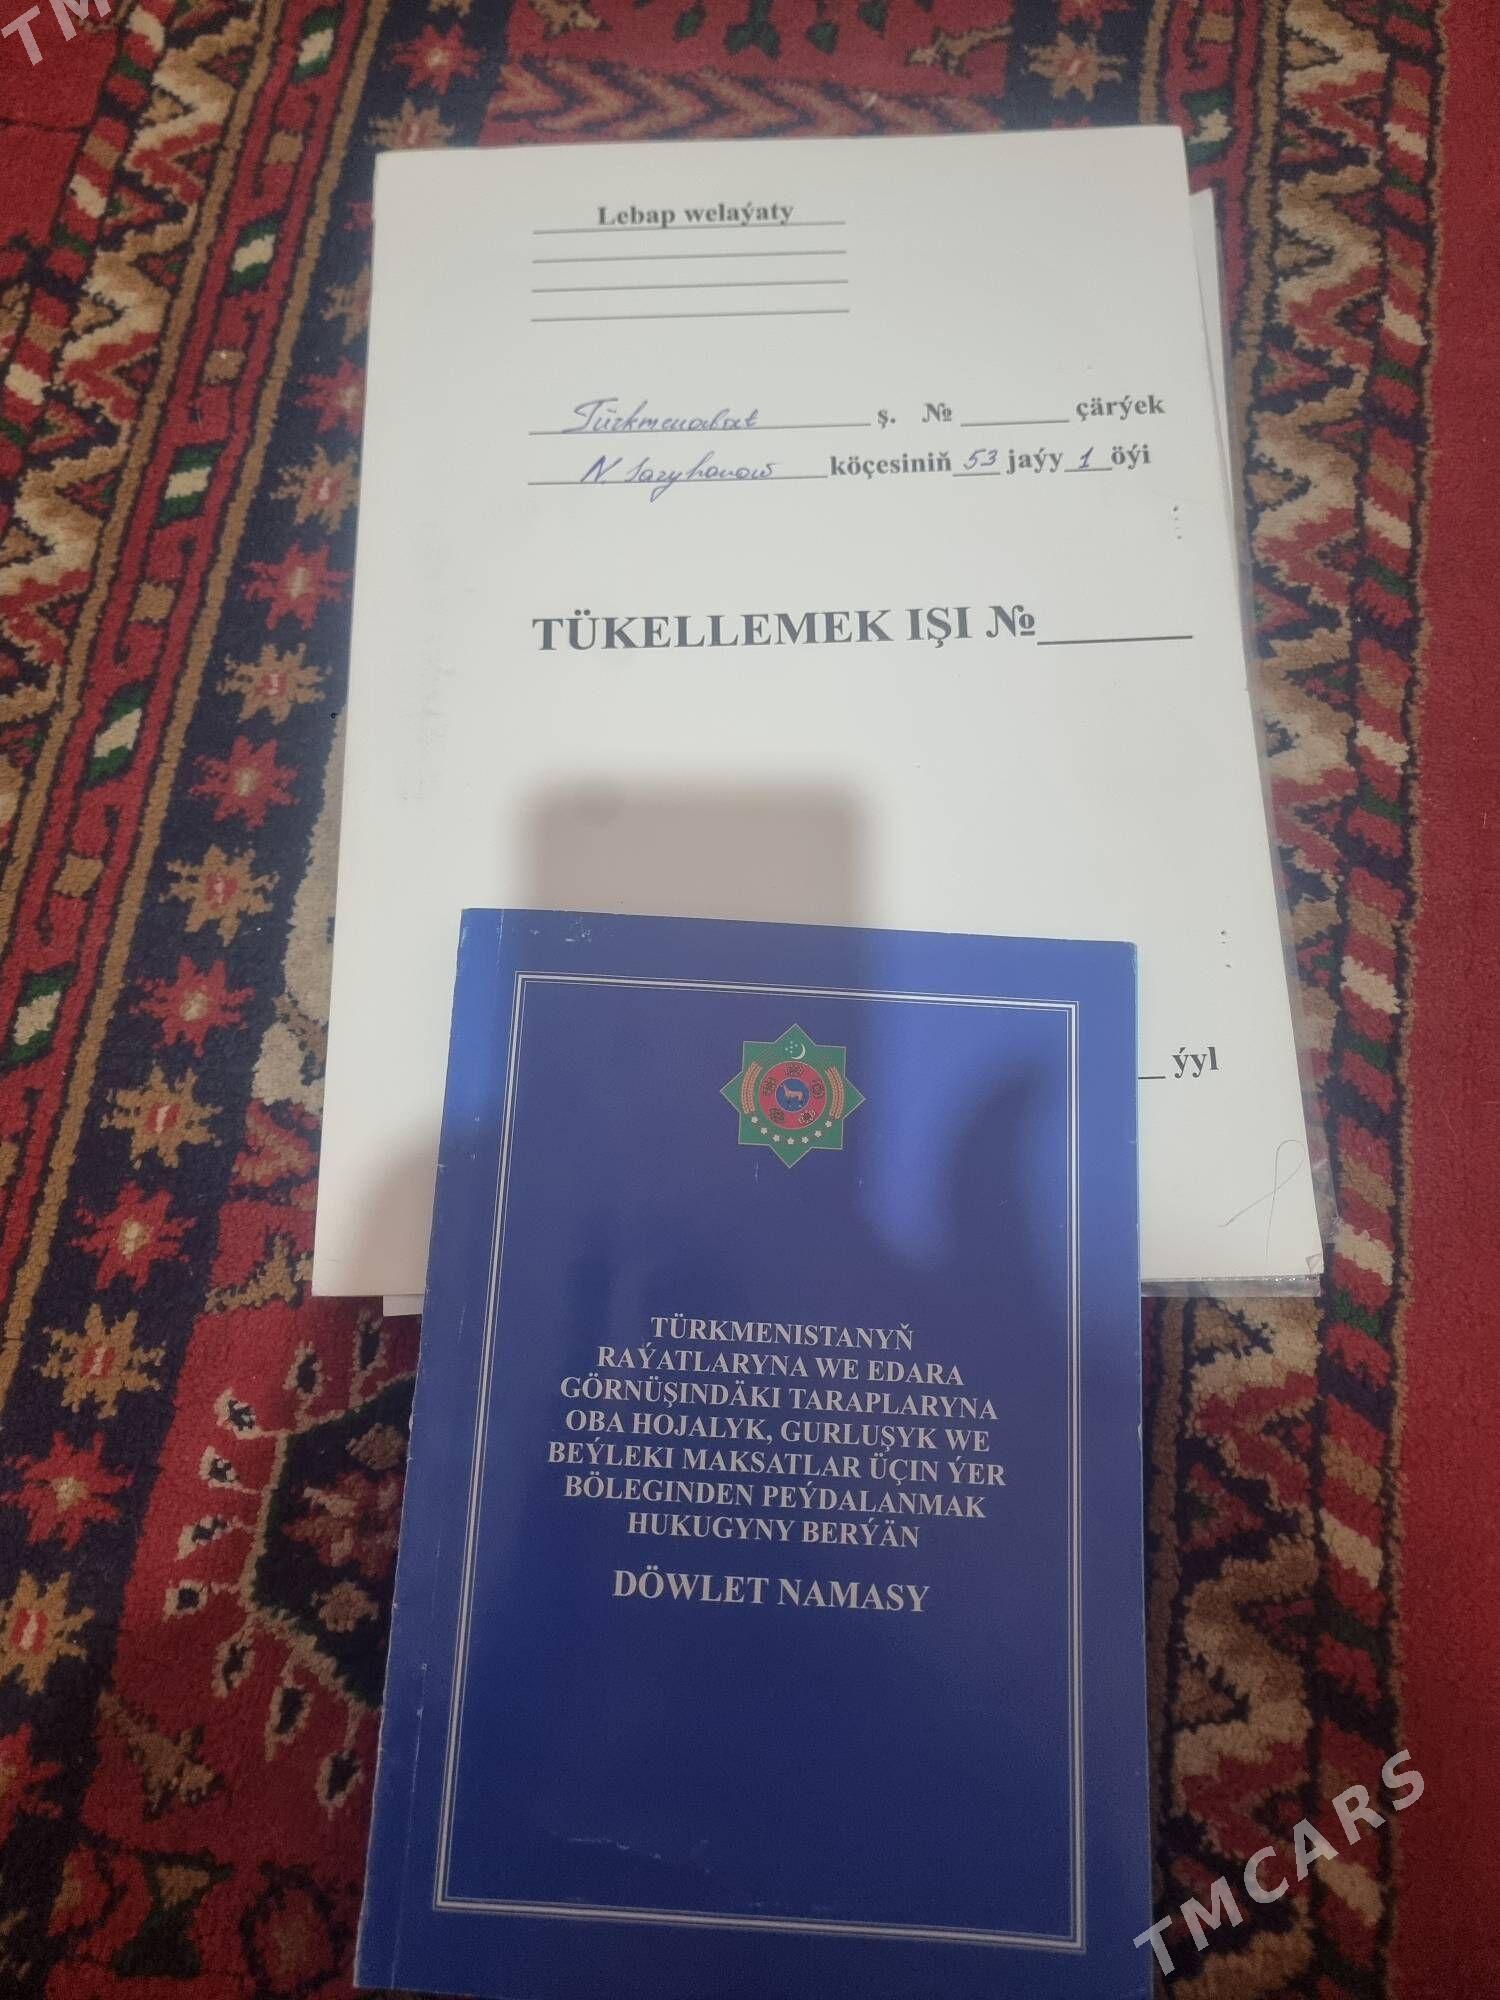 TM
Lebap welaýaty
Türkmenabat ş. № çärýek
N. Saryhanow köçesiniň 53 jaýy 1 öýi
TÜKELLEMEK IŞI №
ýyl
TÜRKMENISTANYŇ
RAÝATLARYNA WE EDARA
GÖRNÜŞINDÄKI TARAPLARYNA
OBA HOJALYK, GURLUŞYK WE
BEÝLEKI MAKSATLAR ÜÇIN ÝER
BÖLEGINDEN PEÝDALANMAK
HUKUGYNY BERÝÄN
DÖWLET NAMASY
TMCARS